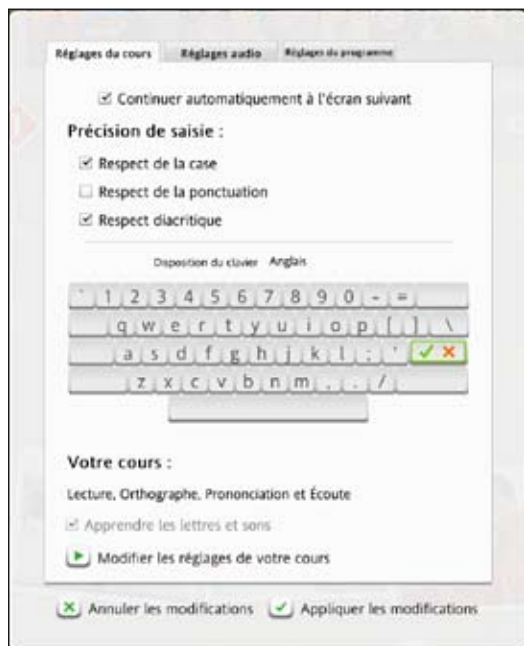 Réglages du cours Réglages audio Réglages du programme
Continuer automatiquement à l'écran suivant
Précision de saisie :
Respect de la case
Respect de la ponctuation
Respect diacritique
Disposition du clavier Anglais
` 1 2 3 4 5 6 7 8 9 0 - =
q w e r t y u i o p [ ] \
a s d f g h j k l ; '
z x c v b n m , . /
Votre cours :
Lecture, Orthographe, Prononciation et Écoute
Apprendre les lettres et sons
Modifier les réglages de votre cours
Annuler les modifications Appliquer les modifications